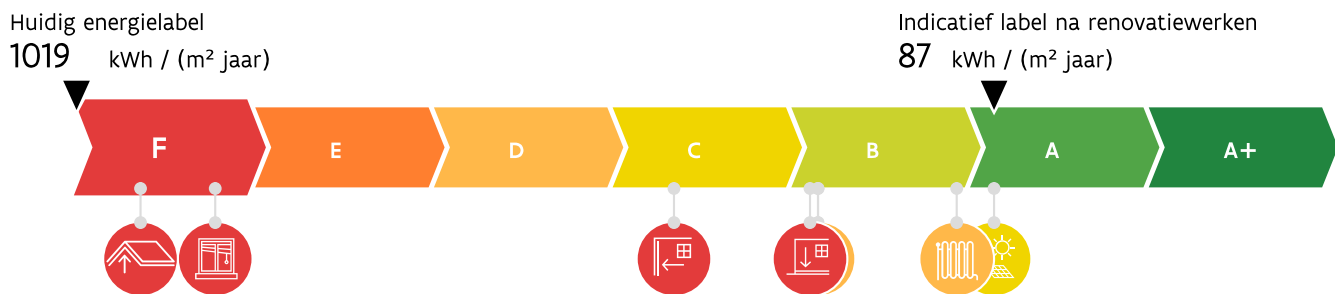 Huidig energielabel
1019 kWh / (m² jaar)
Indicatief label na renovatiewerken
87 kWh / (m² jaar)
F E D C B A A+